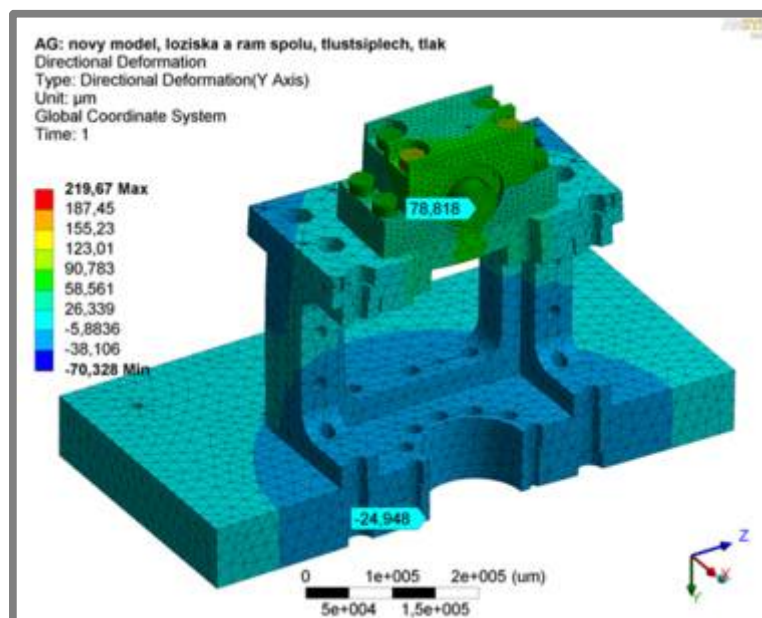 AG: novy model, loziska a ram spolu, tlustsiplech, tlak
Directional Deformation
Type: Directional Deformation(Y Axis)
Unit: µm
Global Coordinate System
Time: 1
219,67 Max
187,45
155,23
123,01
90,783
58,561
26,339
-5,8836
-38,106
-70,328 Min
78,818
-24,948
0 1e+005 2e+005 (um)
5e+004 1,5e+005
Z
X
Y